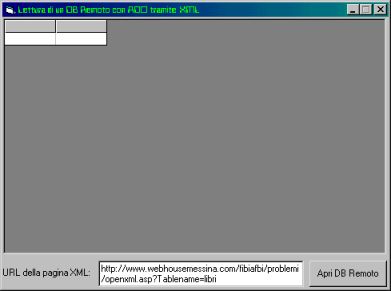 Lettura di un DB Remoto con ADO tramite XML
URL della pagina XML:
http://www.webhousemessina.com/fibiafbi/problemi
/openxml.asp?Tablename=libri
Apri DB Remoto